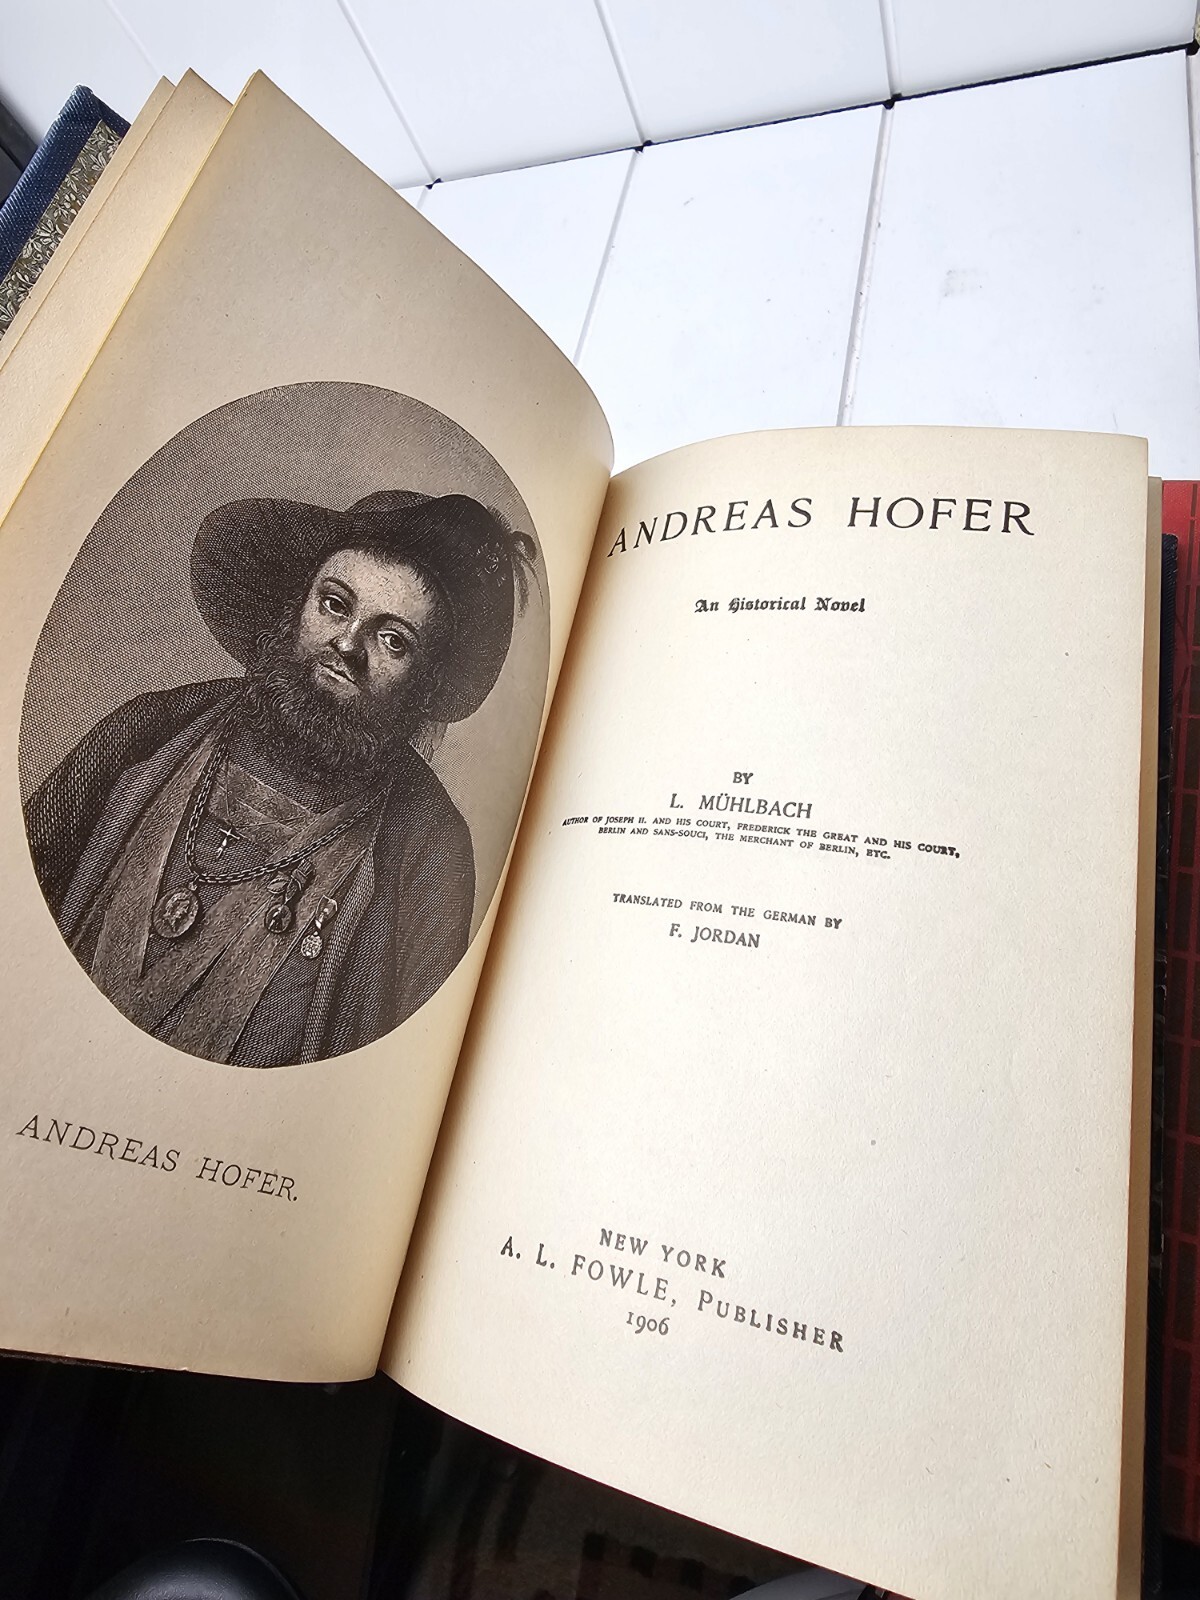 ANDREAS HOFER.
ANDREAS HOFER
An Historical Novel
BY
L. MÜHLBACH
AUTHOR OF JOSEPH II. AND HIS COURT, FREDERICK THE GREAT AND HIS COURT,
BERLIN AND SANS-SOUCI, THE MERCHANT OF BERLIN, ETC.
TRANSLATED FROM THE GERMAN BY
F. JORDAN
NEW YORK
A. L. FOWLE, PUBLISHER
1906